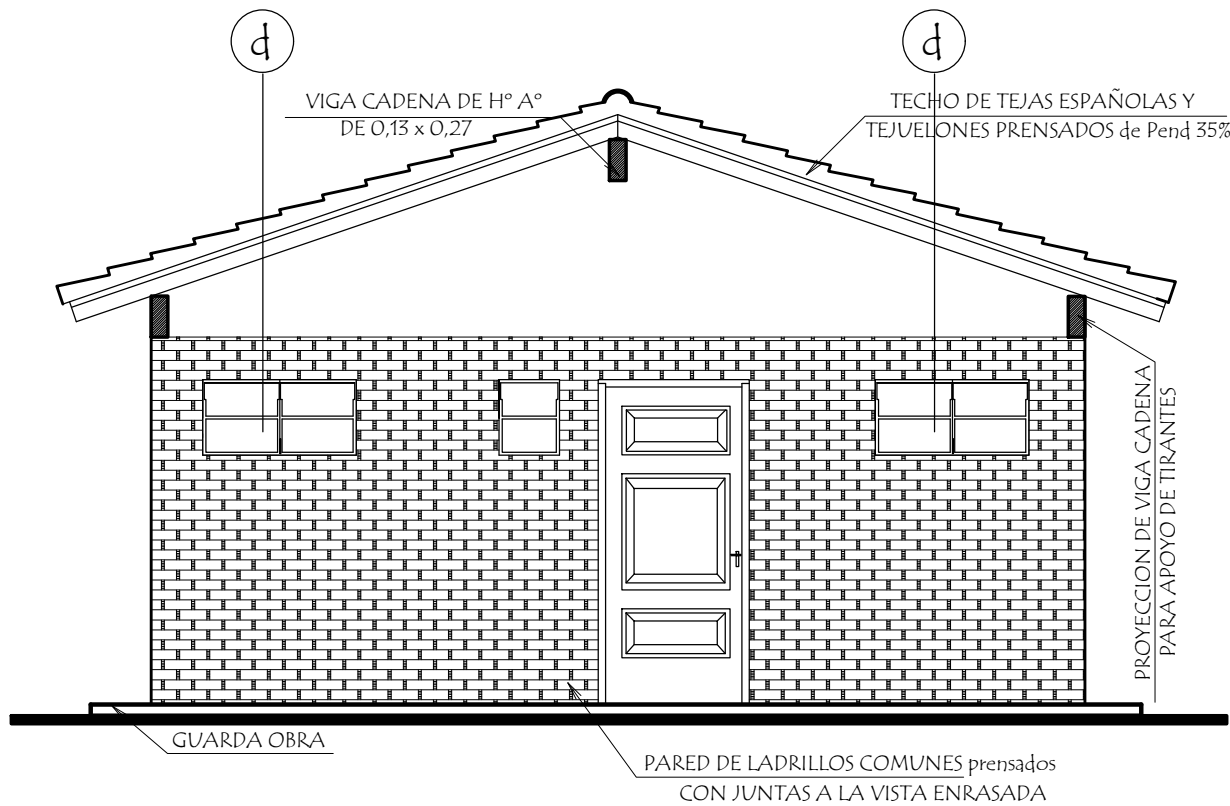 d
d
VIGA CADENA DE Hº Aº
DE 0,13 x 0,27
TECHO DE TEJAS ESPAÑOLAS Y
TEJUELONES PRENSADOS de Pend 35%
PROYECCION DE VIGA CADENA
PARA APOYO DE TIRANTES
GUARDA OBRA
PARED DE LADRILLOS COMUNES prensados
CON JUNTAS A LA VISTA ENRASADA